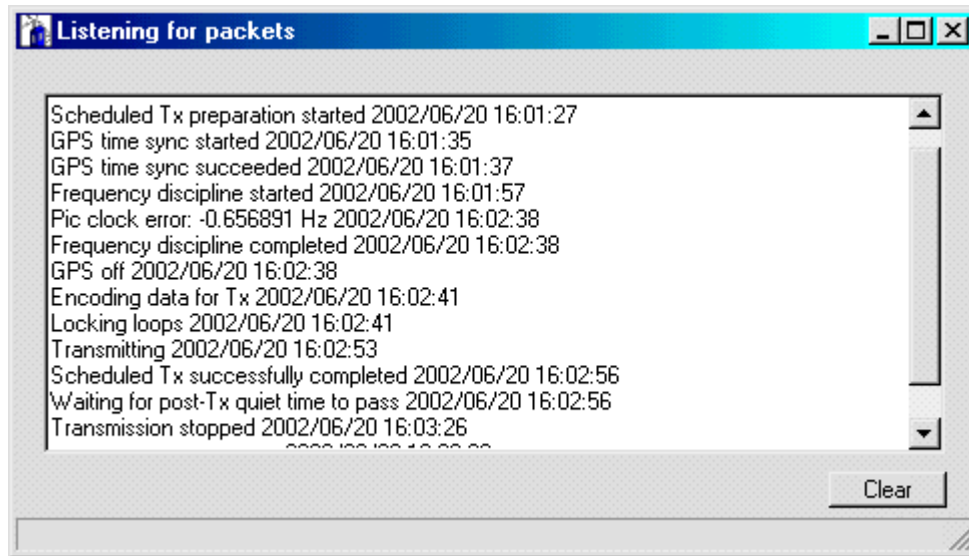 Listening for packets
Scheduled Tx preparation started 2002/06/20 16:01:27
GPS time sync started 2002/06/20 16:01:35
GPS time sync succeeded 2002/06/20 16:01:37
Frequency discipline started 2002/06/20 16:01:57
Pic clock error: -0.656891 Hz 2002/06/20 16:02:38
Frequency discipline completed 2002/06/20 16:02:38
GPS off 2002/06/20 16:02:38
Encoding data for Tx 2002/06/20 16:02:41
Locking loops 2002/06/20 16:02:41
Transmitting 2002/06/20 16:02:53
Scheduled Tx successfully completed 2002/06/20 16:02:56
Waiting for post-Tx quiet time to pass 2002/06/20 16:02:56
Transmission stopped 2002/06/20 16:03:26
Clear